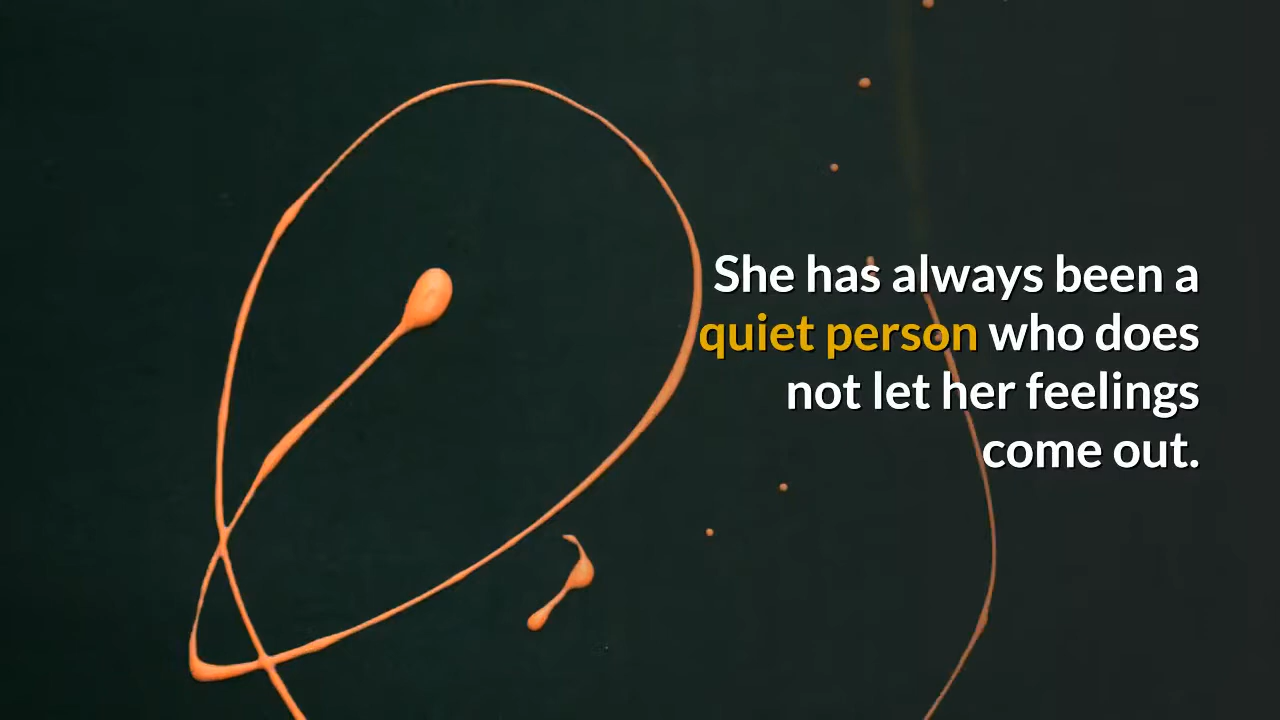 She has always been a
quiet person who does
not let her feelings
come out.